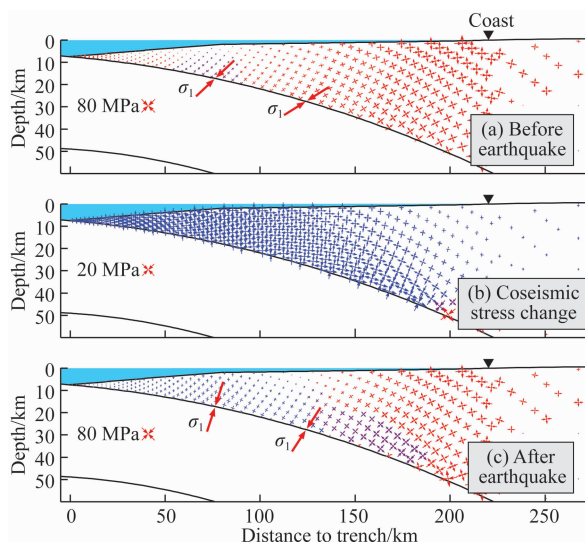 Coast
0
10
20
30
40
50
Depth/km
80 MPa
σ1
σ1
(a) Before
earthquake
0
10
20
30
40
50
Depth/km
20 MPa
(b) Coseismic
stress change
0
10
20
30
40
50
Depth/km
80 MPa
σ1
σ1
(c) After
earthquake
0 50 100 150 200 250
Distance to trench/km